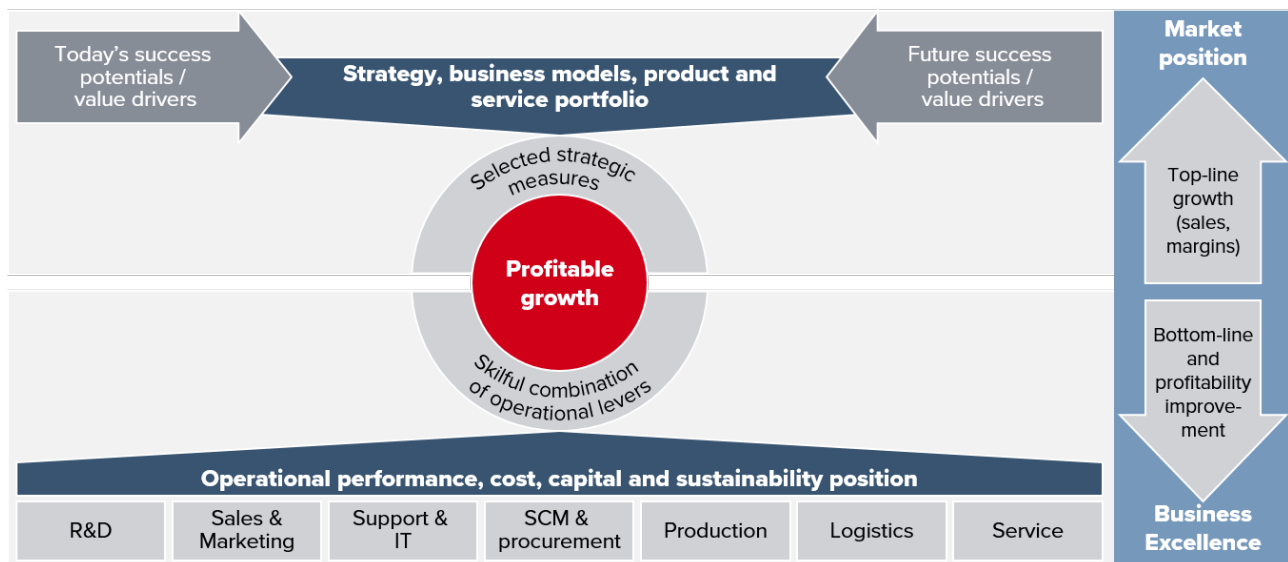 Today's success
potentials /
value drivers
Strategy, business models, product and
service portfolio
Future success
potentials /
value drivers
Market
position
Selected strategic
measures
Top-line
growth
(sales,
margins)
Profitable
growth
Skilful combination
of operational levers
Bottom-line
and
profitability
improve-
ment
Operational performance, cost, capital and sustainability position
R&D
Sales &
Marketing
Support &
IT
SCM &
procurement
Production
Logistics
Service
Business
Excellence